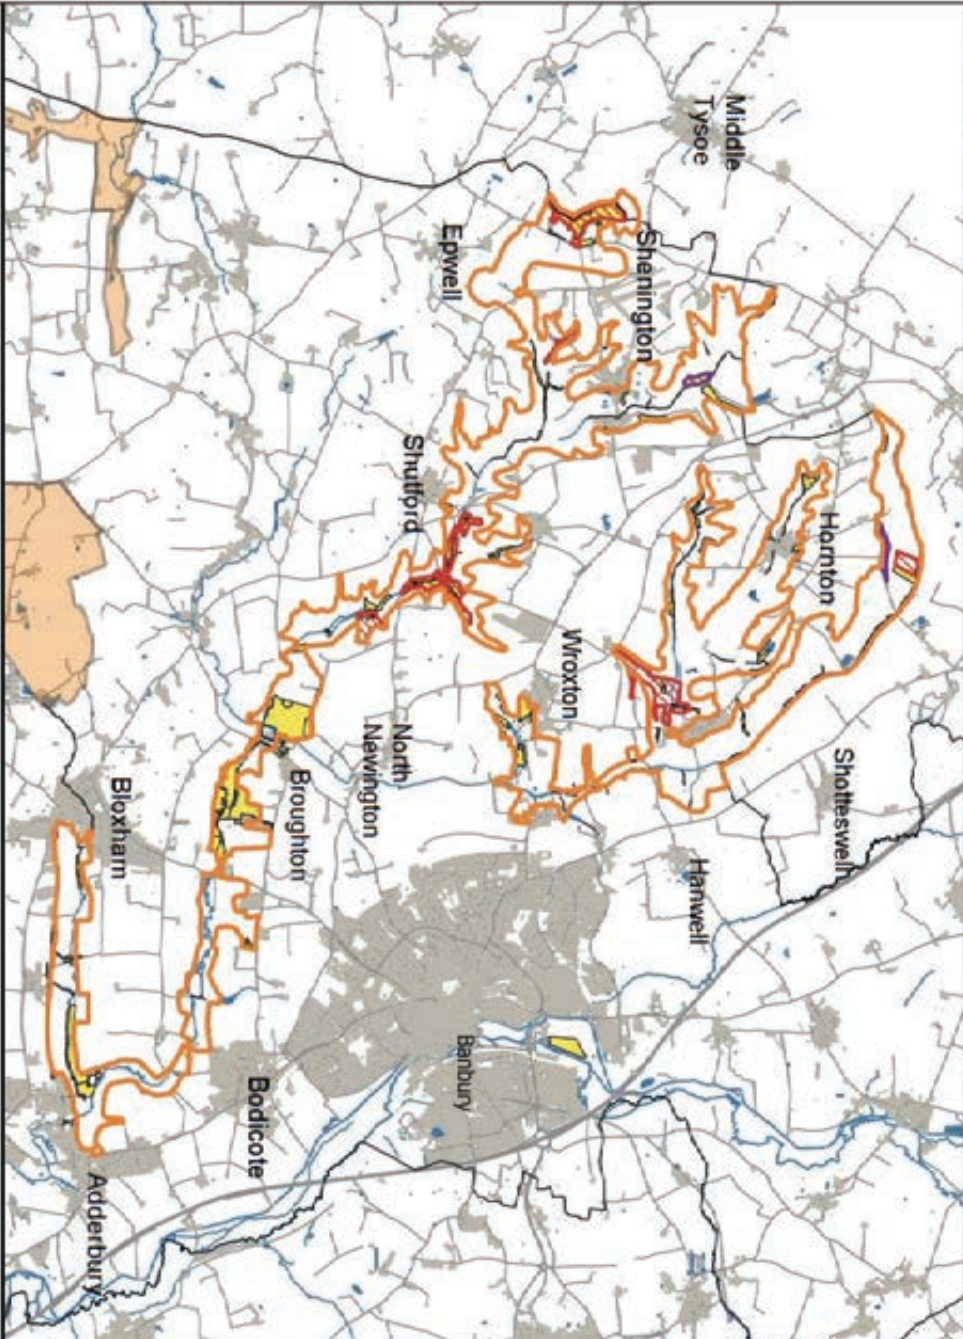 Shotteswell
Hornton
Middle
Tysoe
Hanwell
Shenington
Wroxton
Banbury
Epwell
Shutford
North
Newington
Broughton
Bodicote
Bloxham
Adderbury